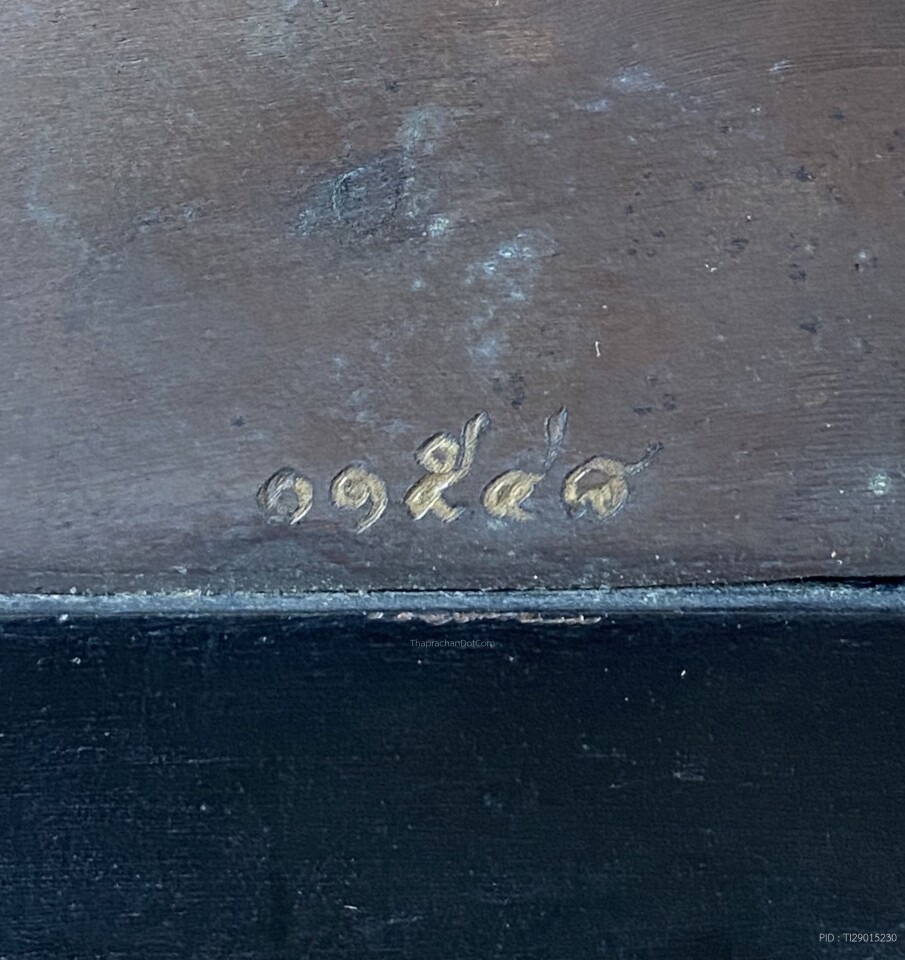 ๑๑๕๔๘
ThaprachanDotCom
PID : TI29015230